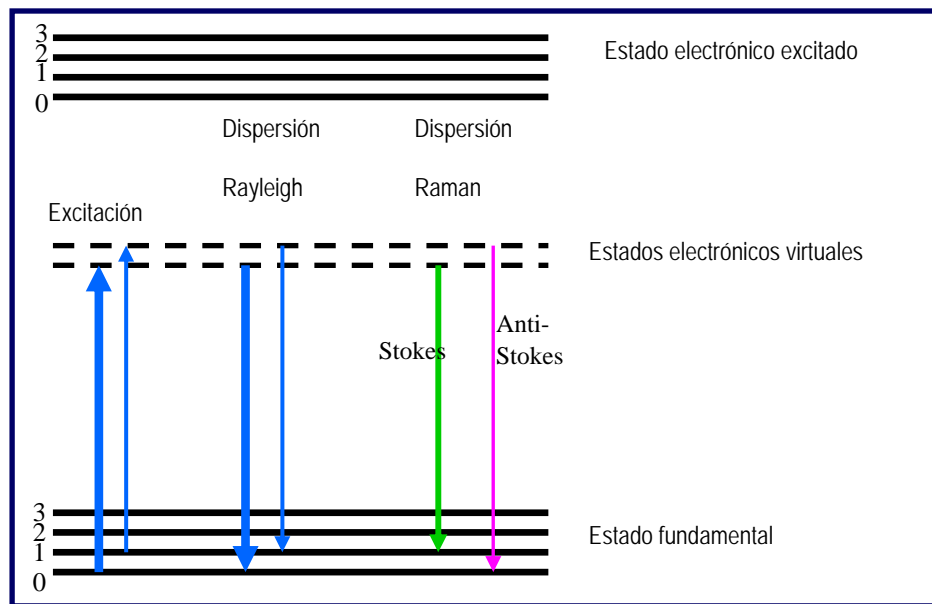 3
2
1
0
Estado electrónico excitado
Dispersión
Dispersión
Rayleigh
Raman
Excitación
Estados electrónicos virtuales
Anti-
Stokes
Stokes
3
2
1
0
Estado fundamental